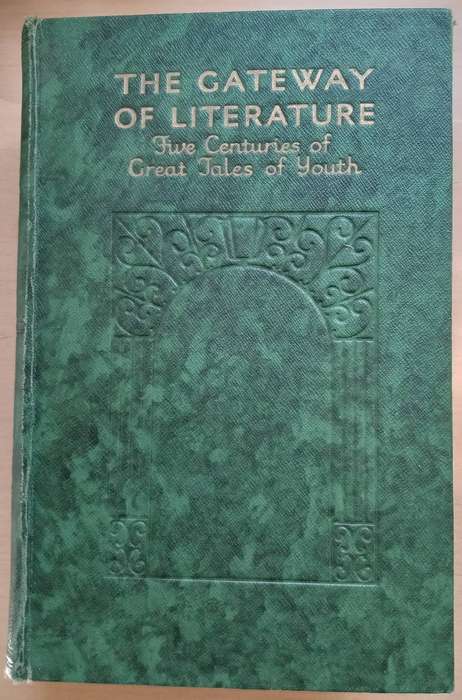 THE GATEWAY
OF LITERATURE
Five Centuries of
Great Tales of Youth